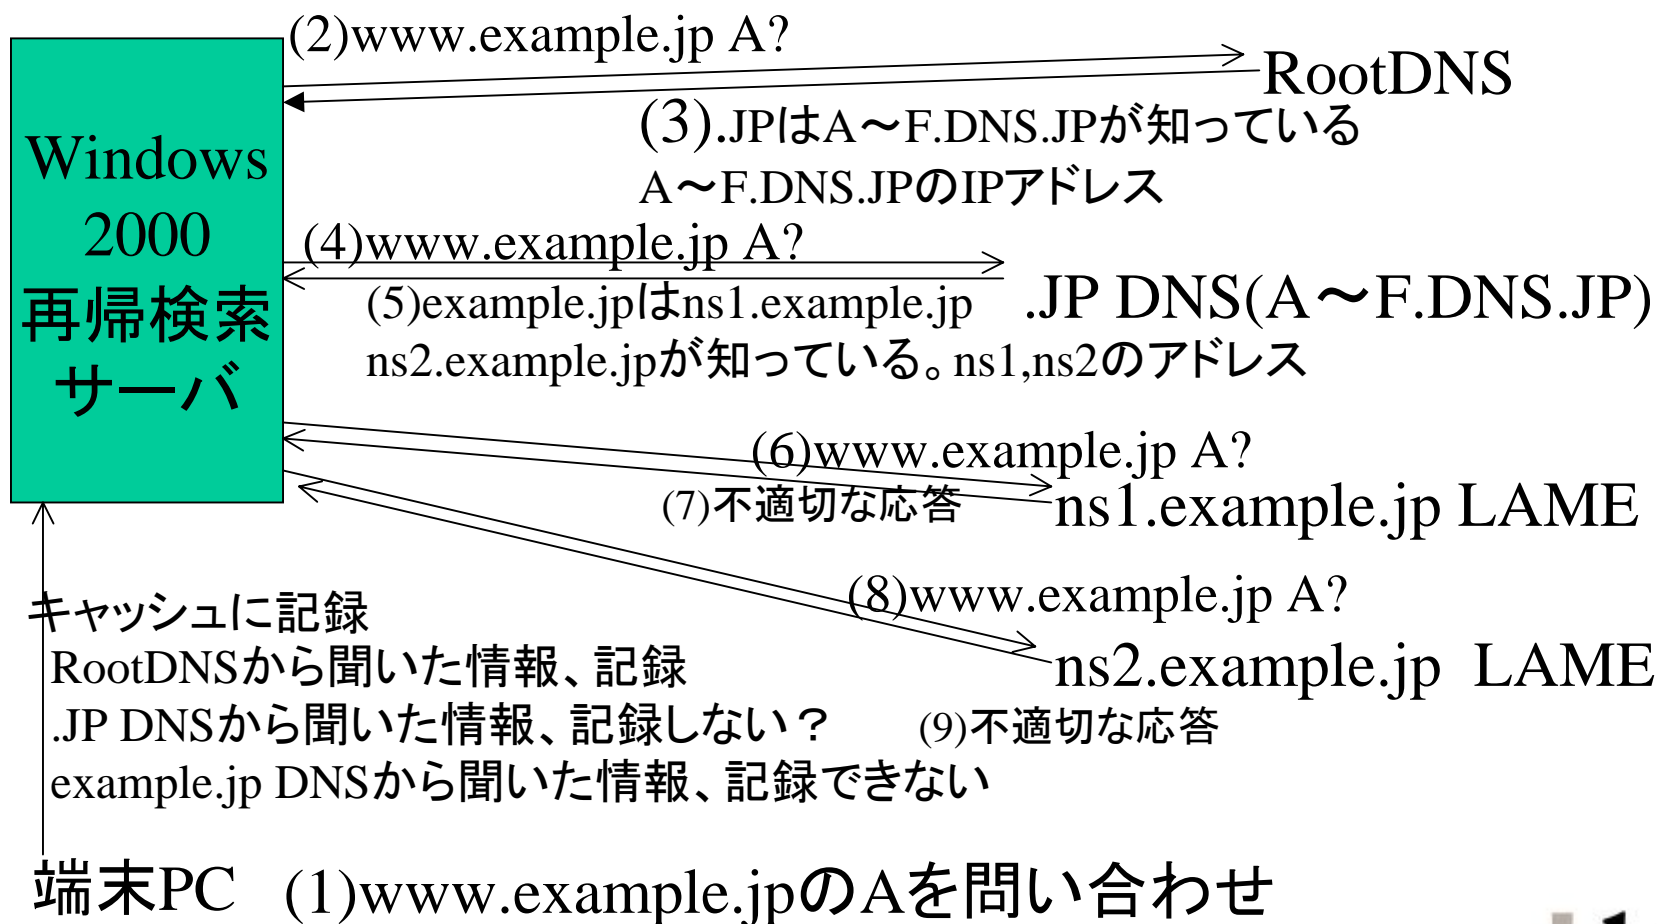 (2)www.example.jp A?
RootDNS
(3).JPはA～F.DNS.JPが知っている
A～F.DNS.JPのIPアドレス
Windows
2000
再帰検索
サーバ
(4)www.example.jp A?
(5)example.jpはns1.example.jp
ns2.example.jpが知っている。ns1,ns2のアドレス
.JP DNS(A～F.DNS.JP)
(6)www.example.jp A?
(7)不適切な応答
ns1.example.jp LAME
(8)www.example.jp A?
ns2.example.jp LAME
(9)不適切な応答
キャッシュに記録
RootDNSから聞いた情報、記録
.JP DNSから聞いた情報、記録しない？
example.jp DNSから聞いた情報、記録できない
端末PC (1)www.example.jpのAを問い合わせ